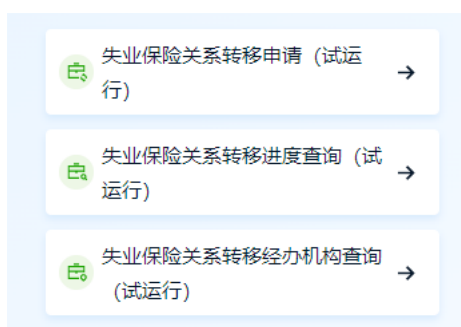 失业保险关系转移申请（试运
行）
失业保险关系转移进度查询（试
运行）
失业保险关系转移经办机构查询
（试运行）